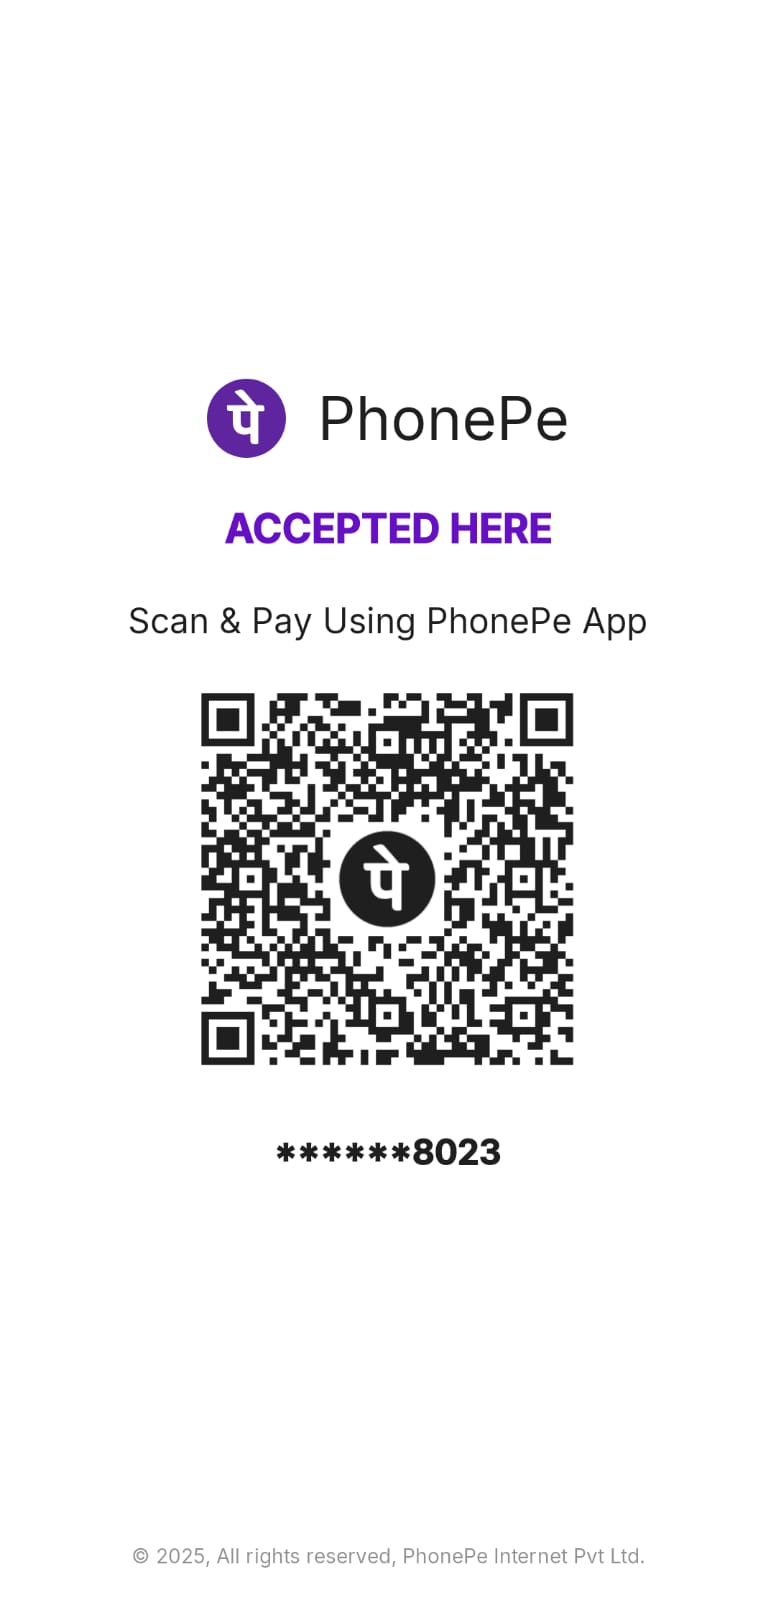 पे PhonePe
ACCEPTED HERE
Scan & Pay Using PhonePe App
पे
******8023
© 2025, All rights reserved, PhonePe Internet Pvt Ltd.